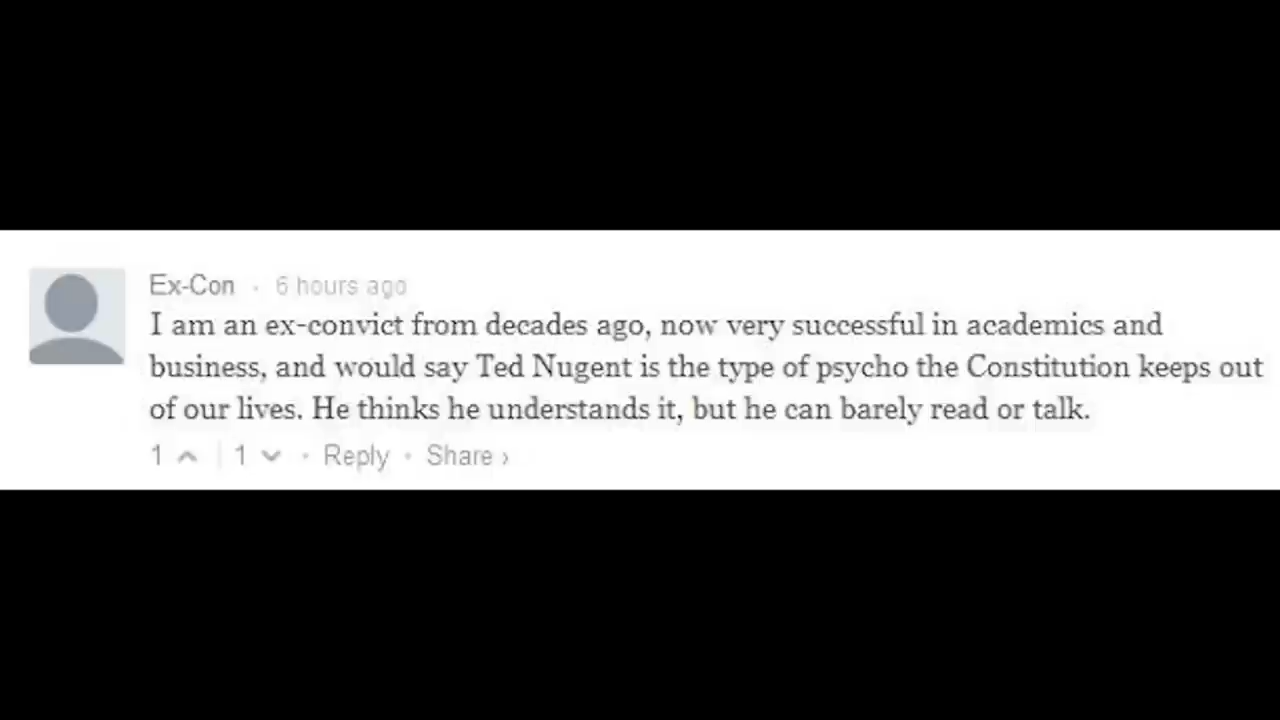 Ex-Con · 6 hours ago
I am an ex-convict from decades ago, now very successful in academics and
business, and would say Ted Nugent is the type of psycho the Constitution keeps out
of our lives. He thinks he understands it, but he can barely read or talk.
1 | 1 · Reply · Share ›